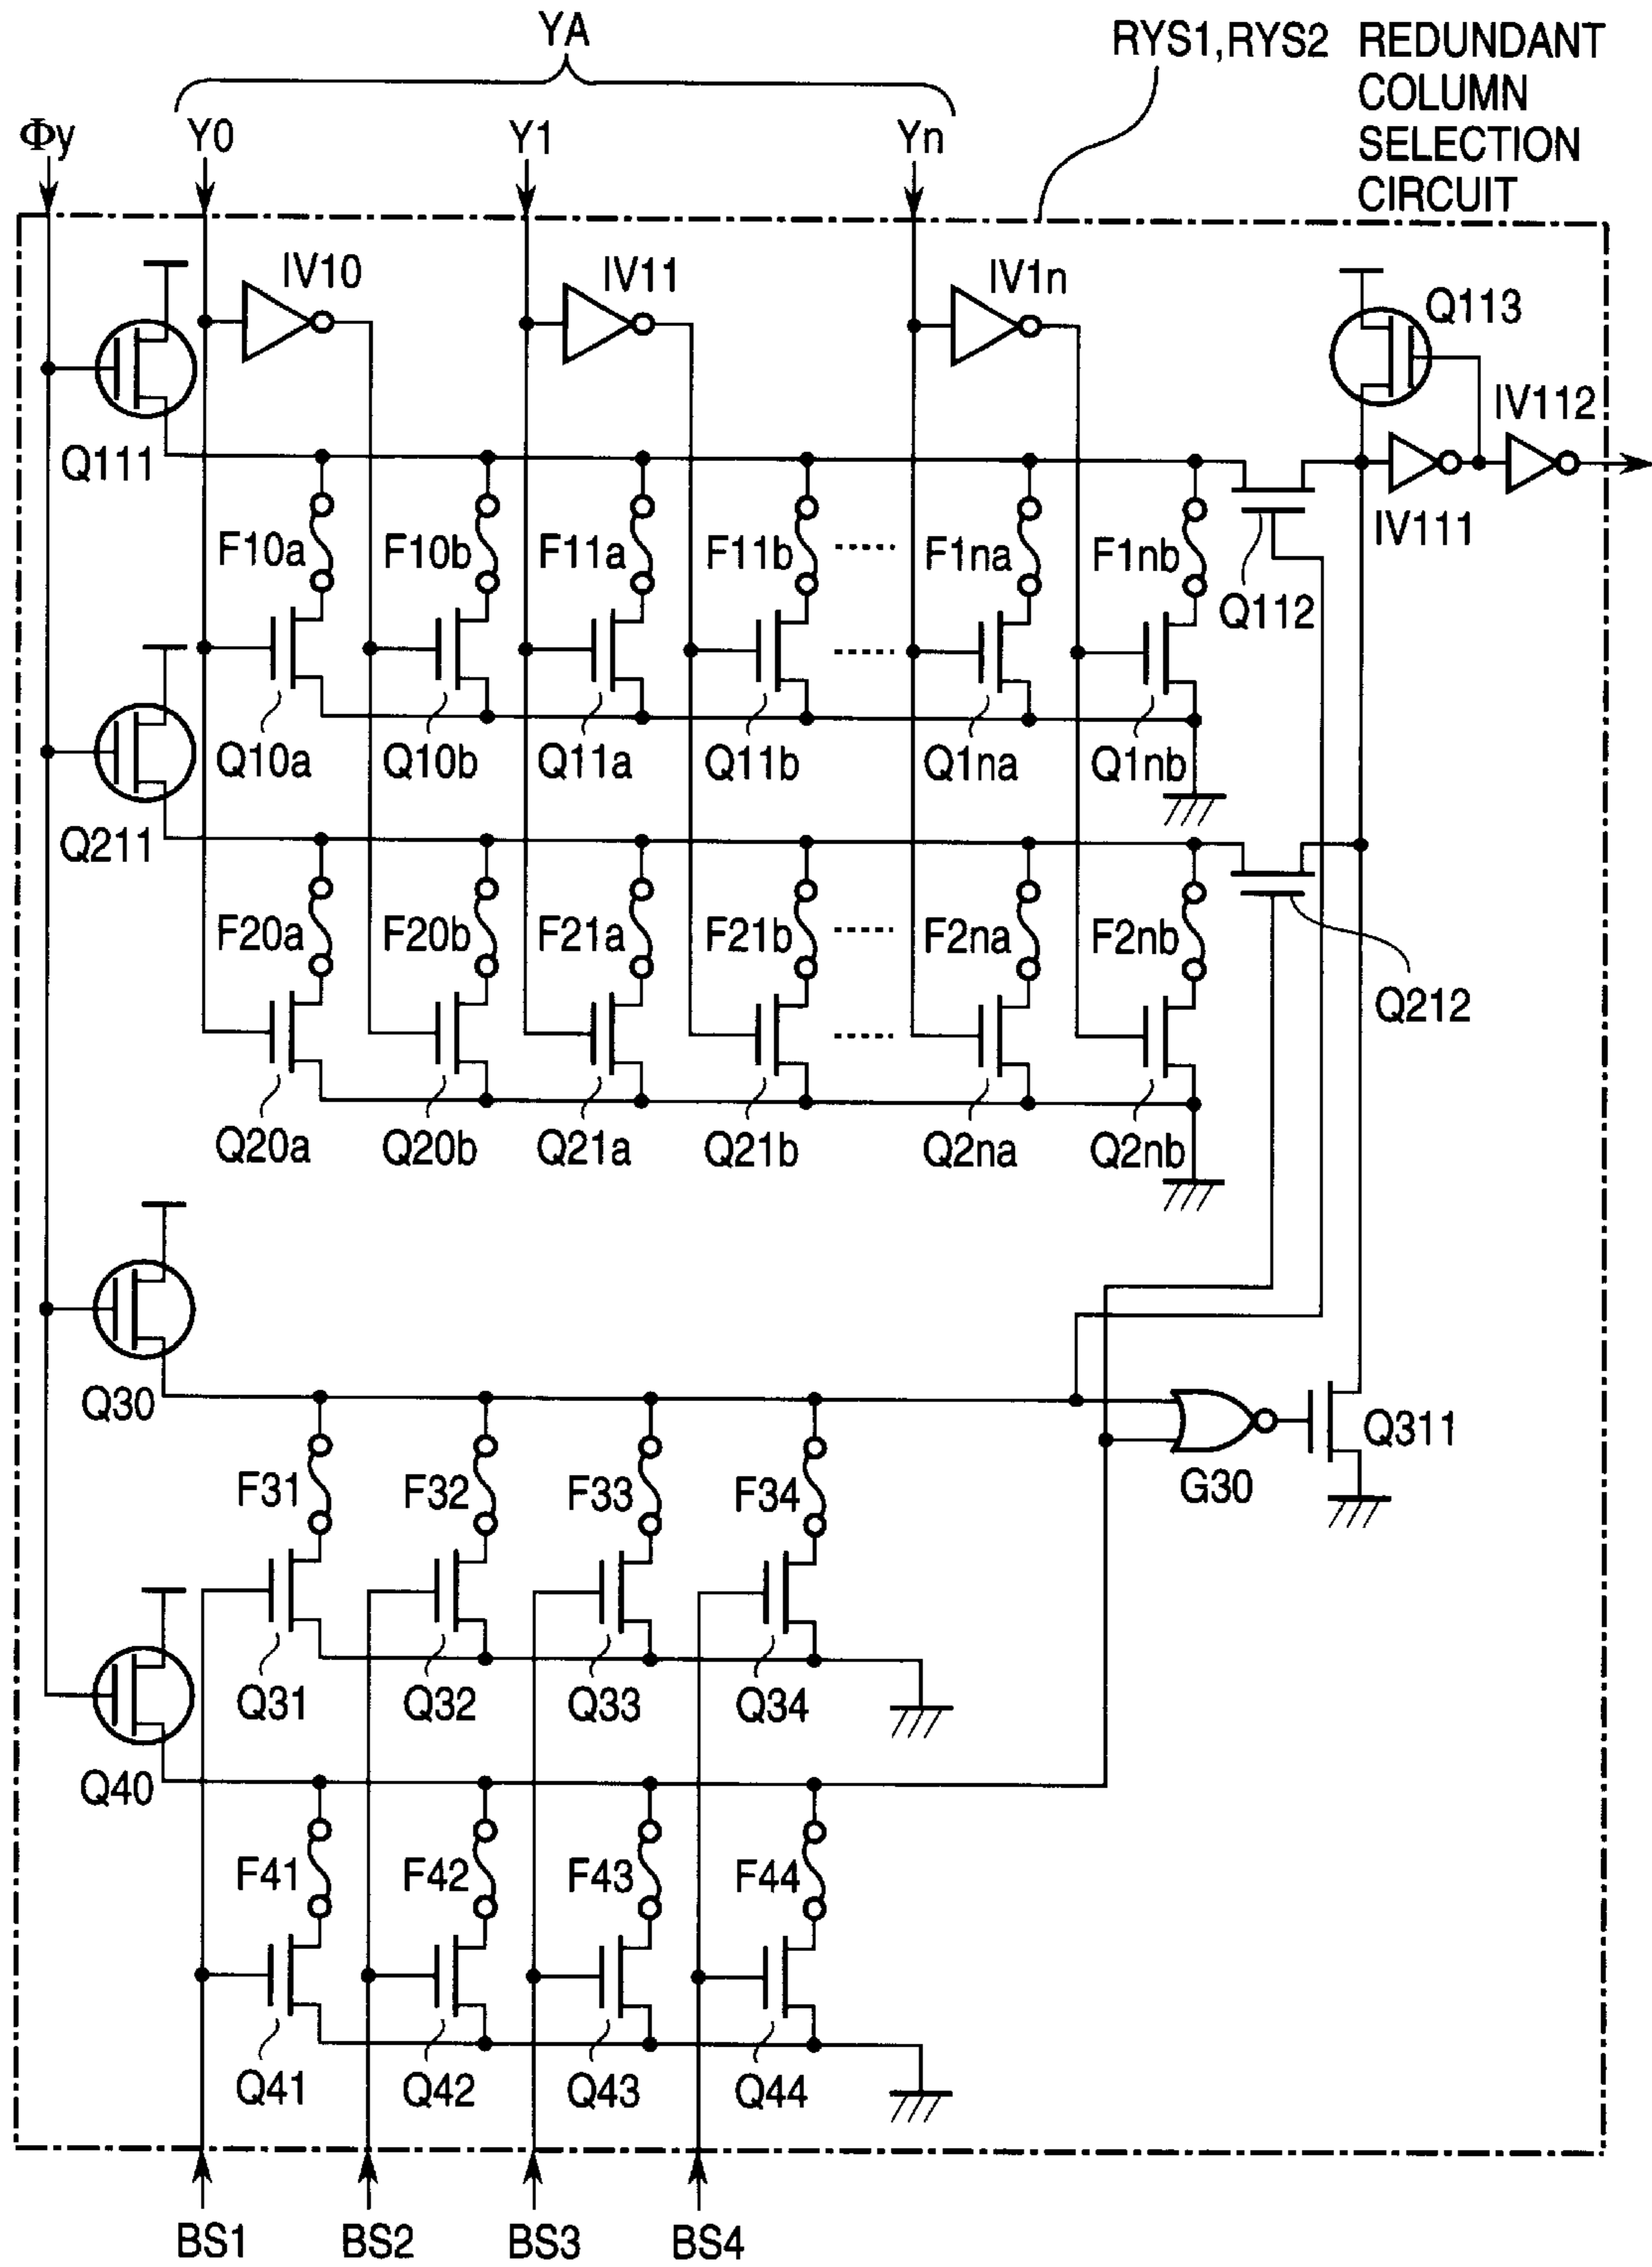 YA
RYS1,RYS2 REDUNDANT
COLUMN
SELECTION
CIRCUIT
Φy Y0 Y1 Yn
IV10 IV11 IV1n
Q113
IV112
Q111
IV111
F10a F10b F11a F11b ..... F1na F1nb
Q112
.....
Q10a Q10b Q11a Q11b Q1na Q1nb
Q211
F20a F20b F21a F21b ..... F2na F2nb
Q212
.....
Q20a Q20b Q21a Q21b Q2na Q2nb
Q30
Q311
G30
F31 F32 F33 F34
Q31 Q32 Q33 Q34
Q40
F41 F42 F43 F44
Q41 Q42 Q43 Q44
BS1 BS2 BS3 BS4